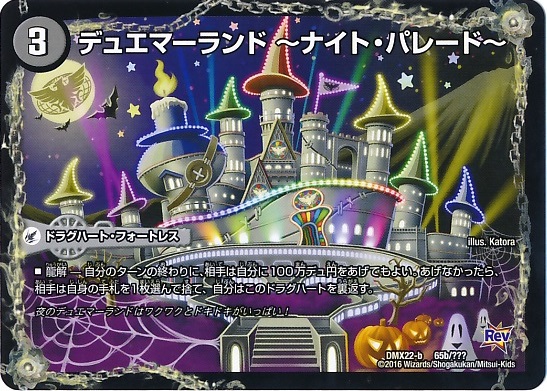 3
デュエマーランド ～ナイト・パレード～
ドラグハート・フォートレス
illus. Katora
■ 龍解－自分のターンの終わりに、相手は自分に100万デュ円をあげてもよい。あげなかったら、
相手は自身の手札を1枚選んで捨て、自分はこのドラグハートを裏返す。
夜のデュエマーランドはワクワクとドキドキがいっぱい！
Rev
DMX22-b 65b/???
©2016 Wizards/Shogakukan/Mitsui-Kids